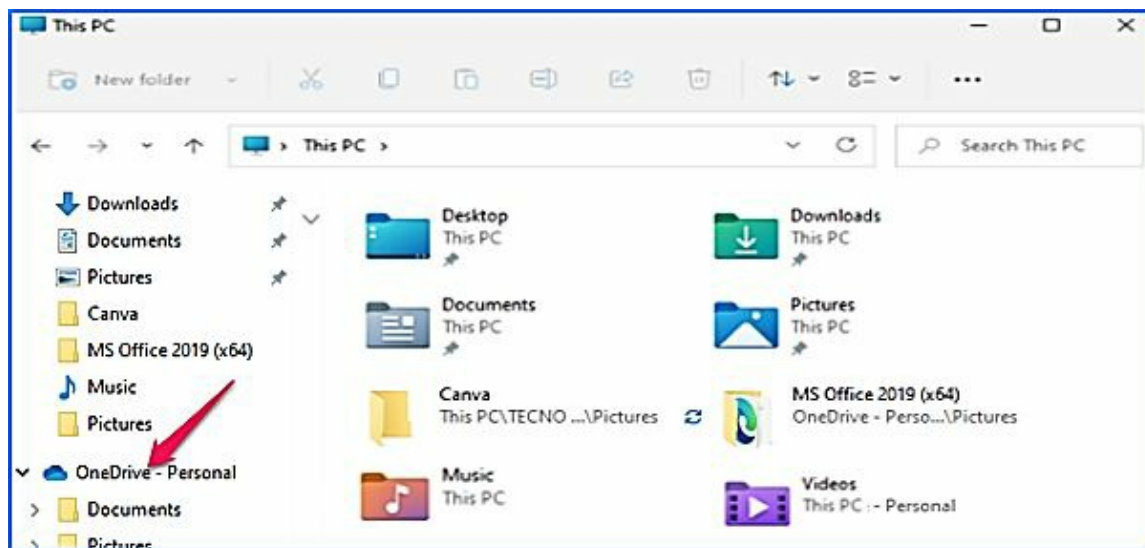 This PC
New folder
This PC
Search This PC
Downloads
Documents
Pictures
Canva
MS Office 2019 (x64)
Music
Pictures
OneDrive - Personal
Documents
Pictures
Desktop
This PC
Downloads
This PC
Documents
This PC
Pictures
This PC
Canva
This PC\TECNO ...\Pictures
MS Office 2019 (x64)
OneDrive - Perso...\Pictures
Music
This PC
Videos
This PC :- Personal